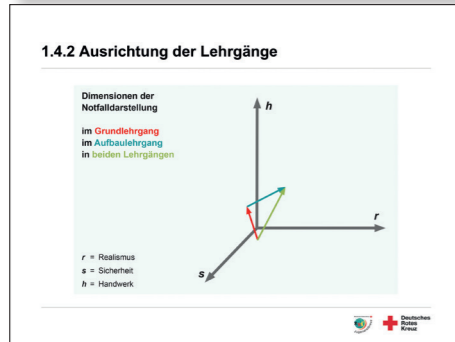 1.4.2 Ausrichtung der Lehrgänge
Dimensionen der
Notfalldarstellung
im Grundlehrgang
im Aufbaulehrgang
in beiden Lehrgängen
h
r
s
r = Realismus
s = Sicherheit
h = Handwerk
Deutsches
Rotes
Kreuz